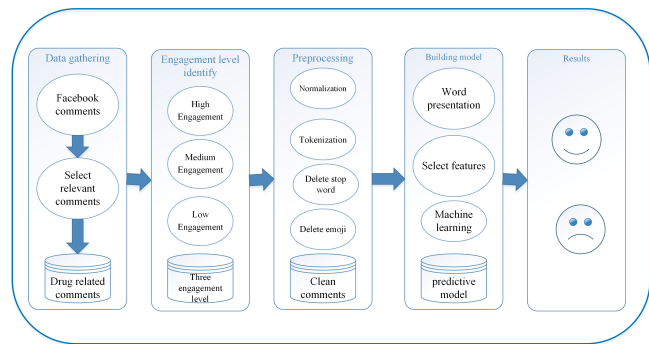 Data gathering
Facebook
comments
Select
relevant
comments
Drug related
comments
Engagement level
identify
High
Engagement
Medium
Engagement
Low
Engagement
Three
engagement
level
Preprocessing
Normalization
Tokenization
Delete stop
word
Delete emoji
Clean
comments
Building model
Word
presentation
Select features
Machine
learning
predictive
model
Results